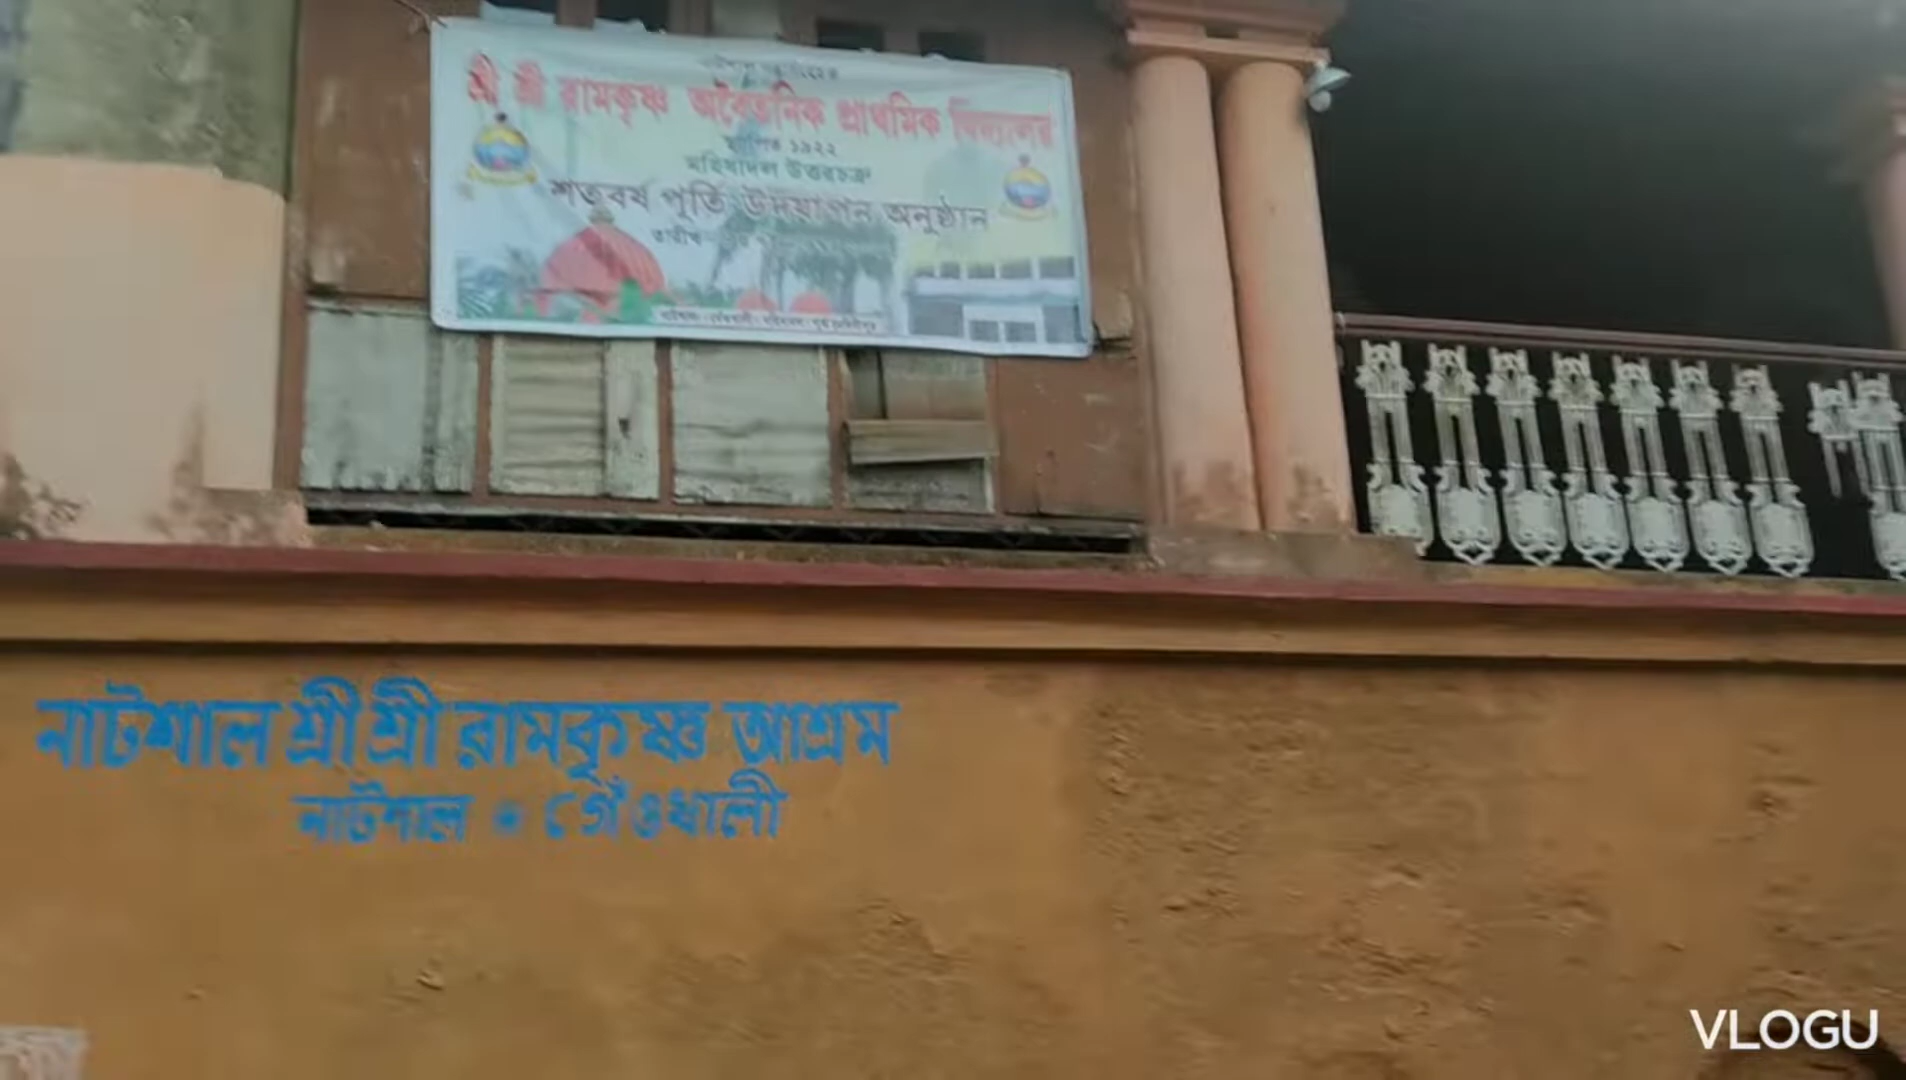 শ্রী শ্রী রামকৃষ্ণ অবৈতনিক প্রাথমিক বিদ্যালয়
স্থাপিত ১৯২২
মহিষাদল উত্তরচক্র
শতবর্ষ পূর্তি উদযাপন অনুষ্ঠান
তারিখ
নাটশাল শ্রীশ্রী রামকৃষ্ণ আশ্রম
নাটশাল * গেঁওখালী
VLOGU